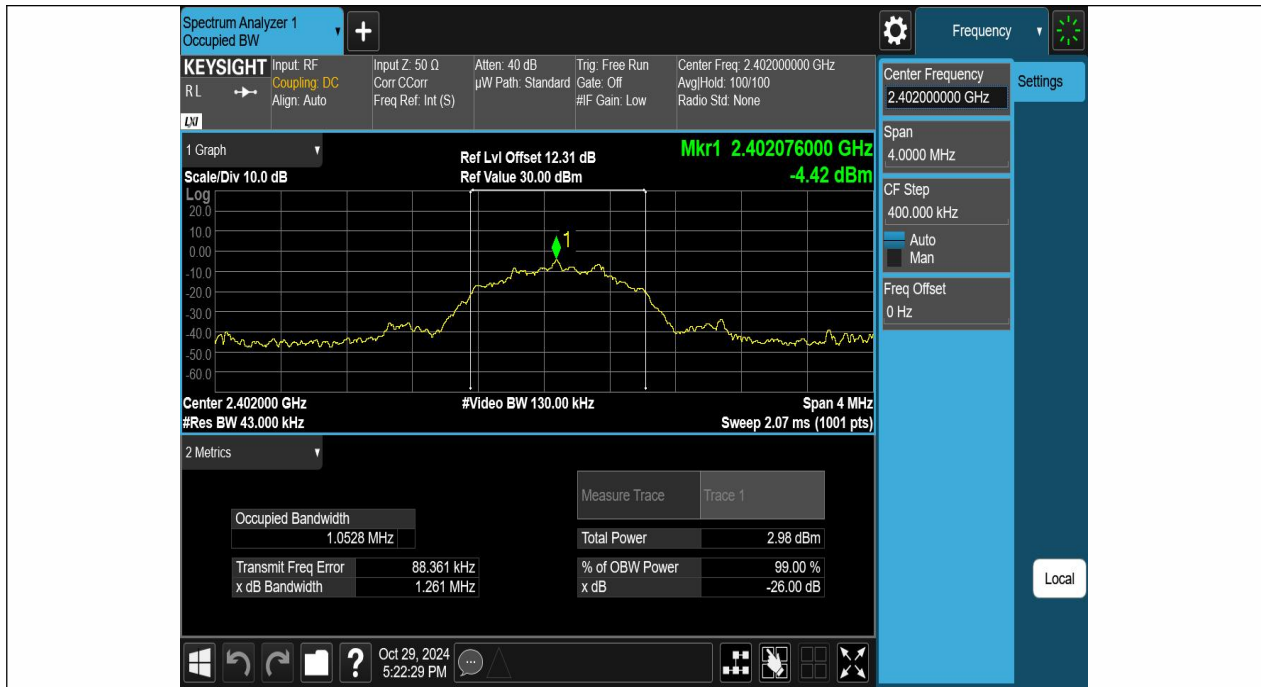 Spectrum Analyzer 1
Occupied BW
+
Frequency
KEYSIGHT
RL
LXI
Input: RF
Coupling: DC
Align: Auto
Input Z: 50 Ω
Corr CCorr
Freq Ref: Int (S)
Atten: 40 dB
µW Path: Standard
Trig: Free Run
Gate: Off
#IF Gain: Low
Center Freq: 2.402000000 GHz
Avg|Hold: 100/100
Radio Std: None
Center Frequency
2.402000000 GHz
Settings
Span
4.0000 MHz
CF Step
400.000 kHz
Auto
Man
Freq Offset
0 Hz
Local
1 Graph
Scale/Div 10.0 dB
Ref Lvl Offset 12.31 dB
Ref Value 30.00 dBm
Mkr1 2.402076000 GHz
-4.42 dBm
Log
20.0
10.0
0.00
-10.0
-20.0
-30.0
-40.0
-50.0
-60.0
1
Center 2.402000 GHz
#Res BW 43.000 kHz
#Video BW 130.00 kHz
Span 4 MHz
Sweep 2.07 ms (1001 pts)
2 Metrics
Measure Trace Trace 1
Occupied Bandwidth
1.0528 MHz
Total Power 2.98 dBm
Transmit Freq Error 88.361 kHz
% of OBW Power 99.00 %
x dB Bandwidth 1.261 MHz
x dB -26.00 dB
?
Oct 29, 2024
5:22:29 PM